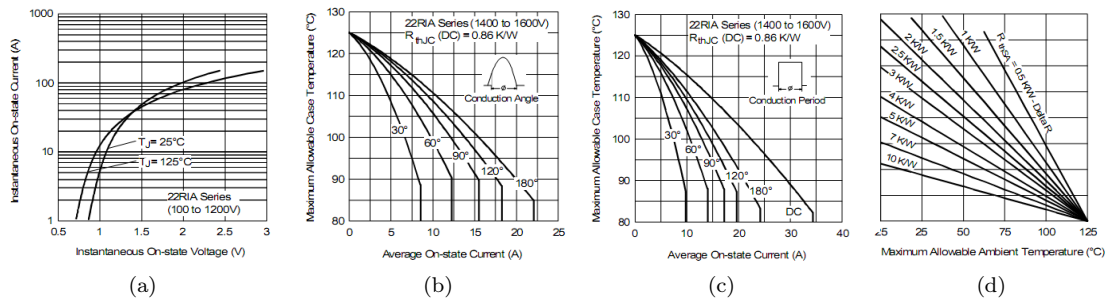 Instantaneous On-state Current (A)
1000
100
10
1
0.5
1
1.5
2
2.5
3
TJ= 25°C
TJ= 125°C
22RIA Series
(100 to 1200V)
Instantaneous On-state Voltage (V)
(a)
Maximum Allowable Case Temperature (°C)
130
120
110
100
90
80
0
5
10
15
20
25
22RIA Series (1400 to 1600V)
RthJC (DC) = 0.86 K/W
ø
Conduction Angle
30°
60°
90°
120°
180°
Average On-state Current (A)
(b)
Maximum Allowable Case Temperature (°C)
130
120
110
100
90
80
0
10
20
30
40
22RIA Series (1400 to 1600V)
RthJC (DC) = 0.86 K/W
ø
Conduction Period
30°
60°
90°
120°
180°
DC
Average On-state Current (A)
(c)
RthSA = 0.5 K/W - Delta R
1 K/W
1.5 K/W
2 K/W
2.5 K/W
3 K/W
4 K/W
5 K/W
7 K/W
10 K/W
0
25
50
75
100
125
Maximum Allowable Ambient Temperature (°C)
(d)